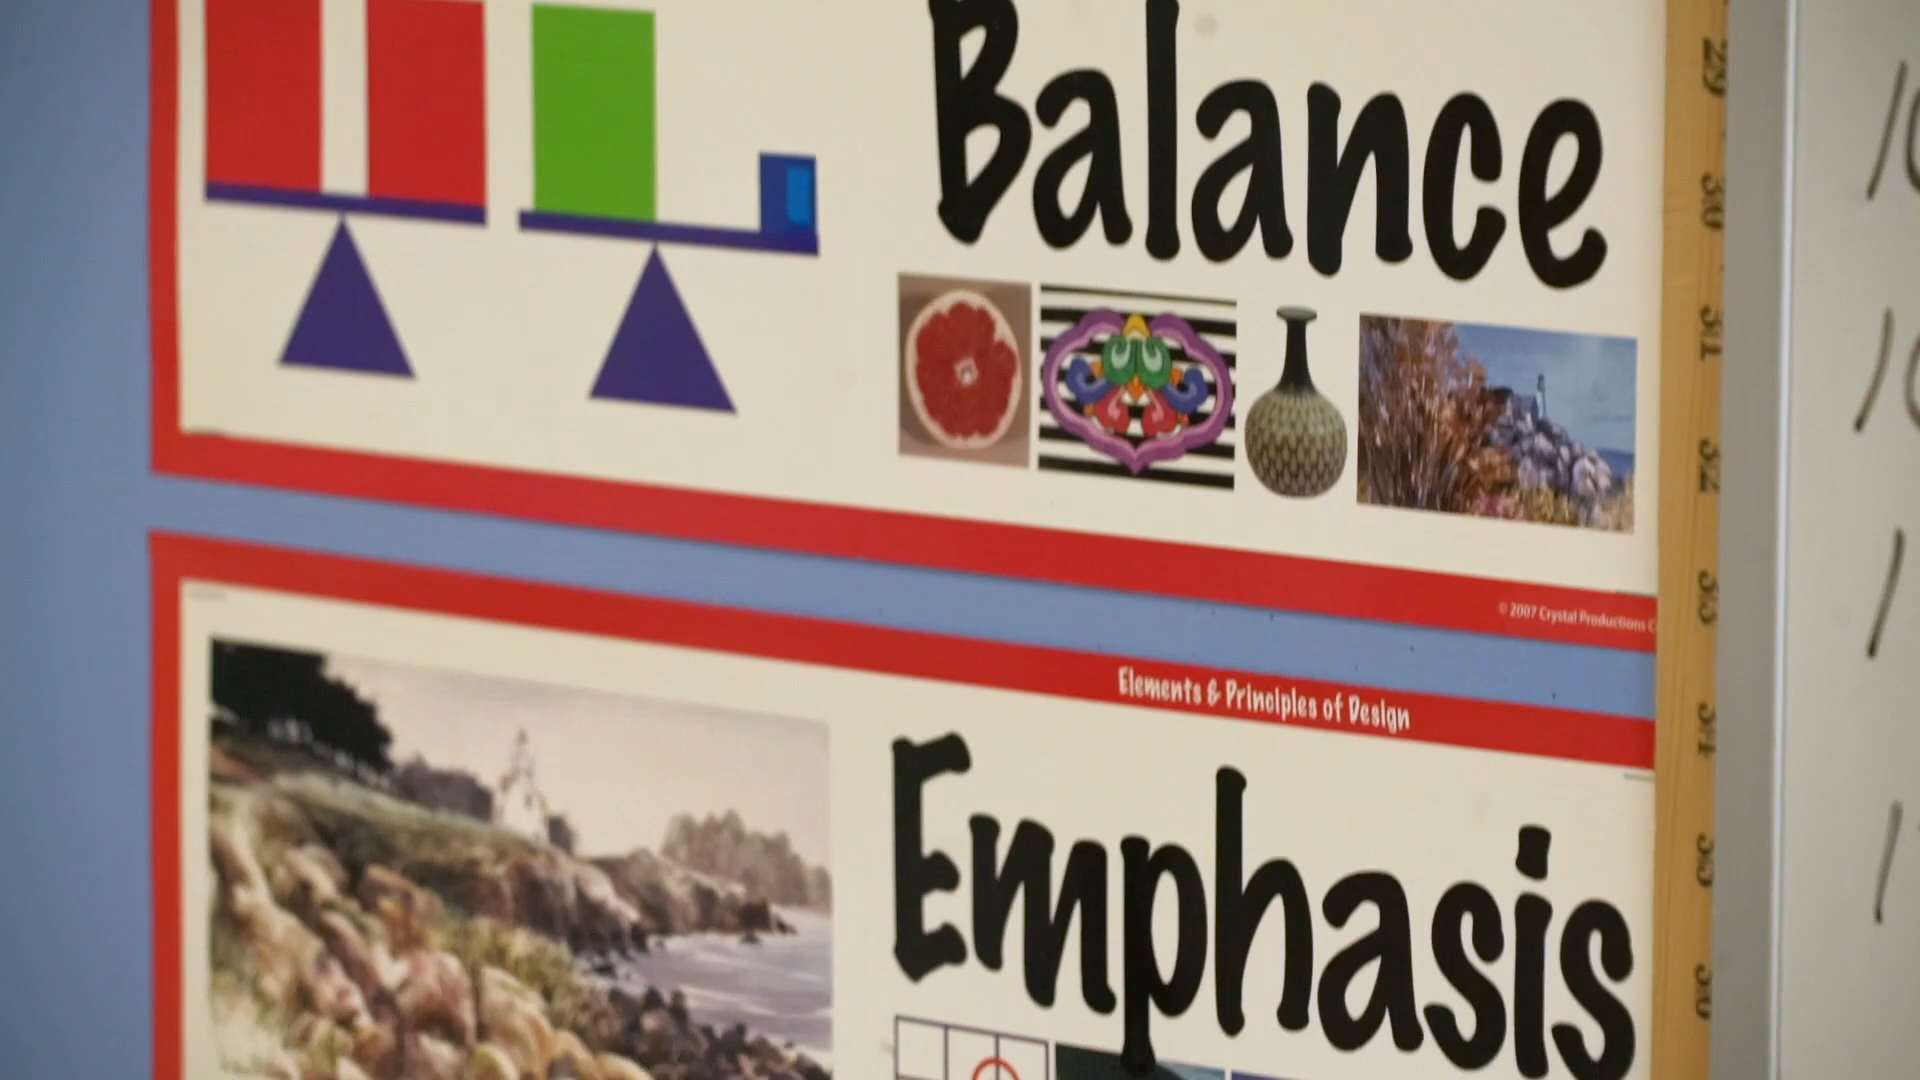 Balance
© 2007 Crystal Productions
Elements & Principles of Design
Emphasis
29
30
31
32
33
34
35
36